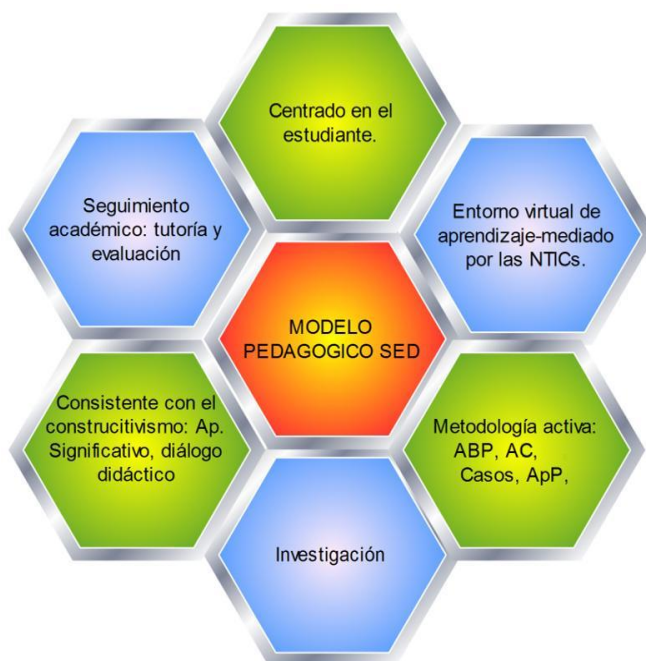 Centrado en el
estudiante.
Seguimiento
académico: tutoría y
evaluación
Entorno virtual de
aprendizaje-mediado
por las NTICs.
MODELO
PEDAGOGICO SED
Consistente con el
construcitivismo: Ap.
Significativo, diálogo
didáctico
Metodología activa:
ABP, AC,
Casos, ApP,
Investigación